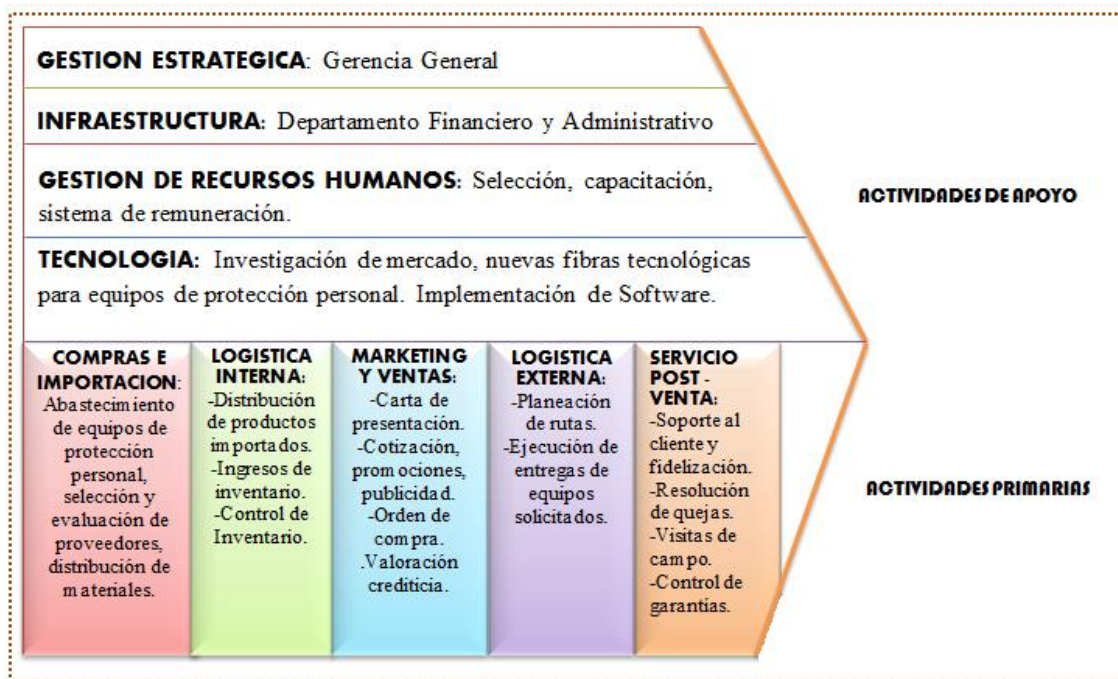 GESTION ESTRATEGICA: Gerencia General
INFRAESTRUCTURA: Departamento Financiero y Administrativo
GESTION DE RECURSOS HUMANOS: Selección, capacitación,
sistema de remuneración.
TECNOLOGIA: Investigación de mercado, nuevas fibras tecnológicas
para equipos de protección personal. Implementación de Software.
ACTIVIDADES DE APOYO
COMPRAS E
IMPORTACION:
Abastecimiento
de equipos de
protección
personal,
selección y
evaluación de
proveedores,
distribución de
materiales.
LOGISTICA
INTERNA:
-Distribución
de productos
importados.
-Ingresos de
inventario.
-Control de
Inventario.
MARKETING
Y VENTAS:
-Carta de
presentación.
-Cotización,
promociones,
publicidad.
-Orden de
compra.
.Valoración
crediticia.
LOGISTICA
EXTERNA:
-Planeación
de rutas.
-Ejecución de
entregas de
equipos
solicitados.
SERVICIO
POST -
VENTA:
-Soporte al
cliente y
fidelización.
-Resolución
de quejas.
-Visitas de
campo.
-Control de
garantías.
ACTIVIDADES PRIMARIAS